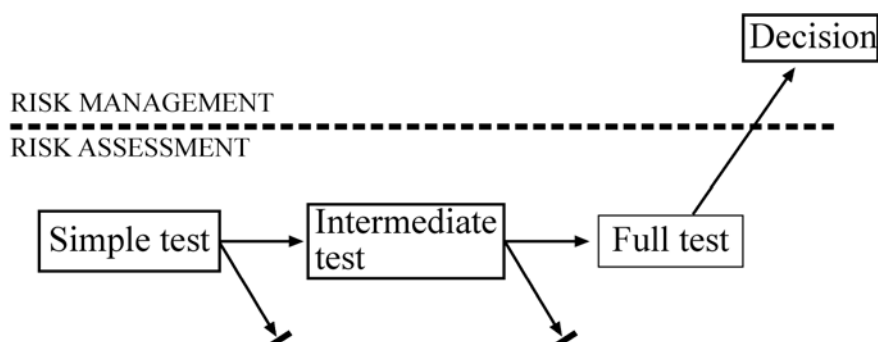 Decision
RISK MANAGEMENT
RISK ASSESSMENT
Simple test
Intermediate
test
Full test